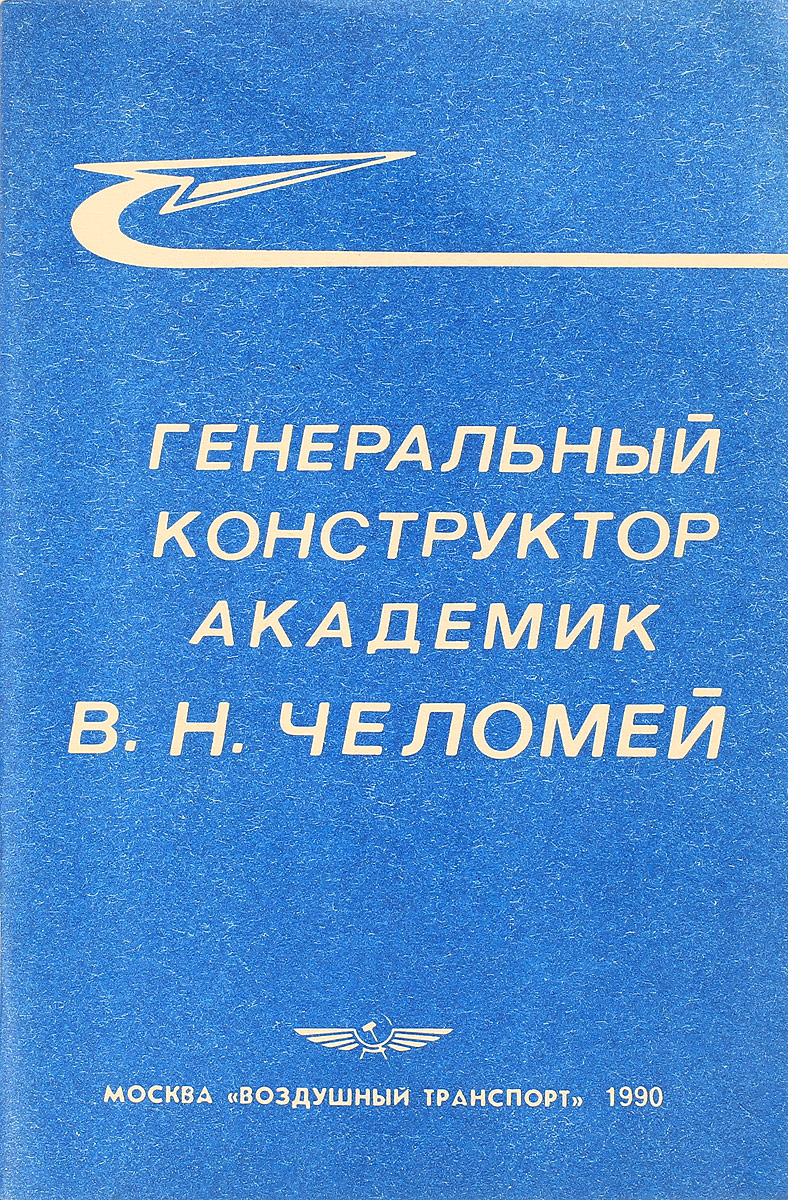 ГЕНЕРАЛЬНЫЙ
КОНСТРУКТОР
АКАДЕМИК
В. Н. ЧЕЛОМЕЙ
МОСКВА «ВОЗДУШНЫЙ ТРАНСПОРТ» 1990